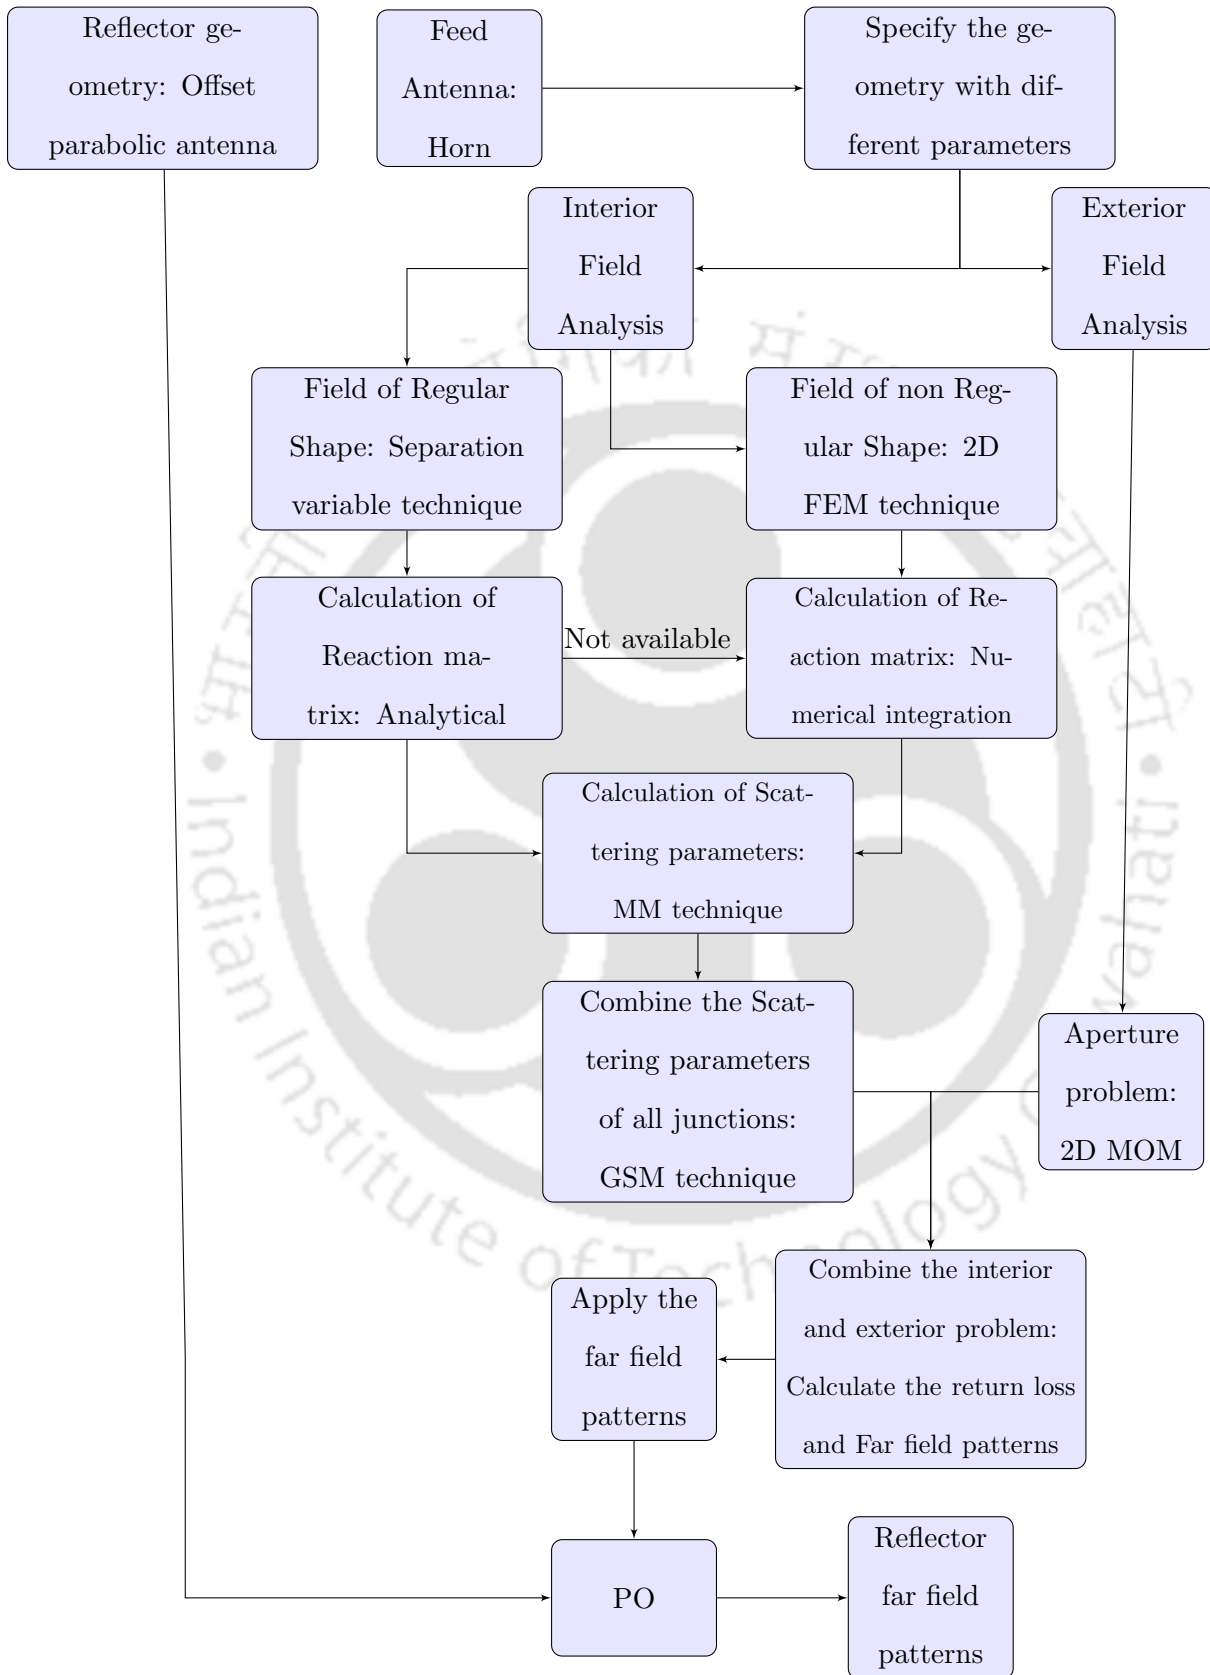 Reflector ge-
ometry: Offset
parabolic antenna
Feed
Antenna:
Horn
Specify the ge-
ometry with dif-
ferent parameters
Interior
Field
Analysis
Exterior
Field
Analysis
Field of Regular
Shape: Separation
variable technique
Field of non Reg-
ular Shape: 2D
FEM technique
Calculation of
Reaction ma-
trix: Analytical
Not available
Calculation of Re-
action matrix: Nu-
merical integration
Calculation of Scat-
tering parameters:
MM technique
Combine the Scat-
tering parameters
of all junctions:
GSM technique
Aperture
problem:
2D MOM
Combine the interior
and exterior problem:
Calculate the return loss
and Far field patterns
Apply the
far field
patterns
PO
Reflector
far field
patterns
Indian Institute of Technology